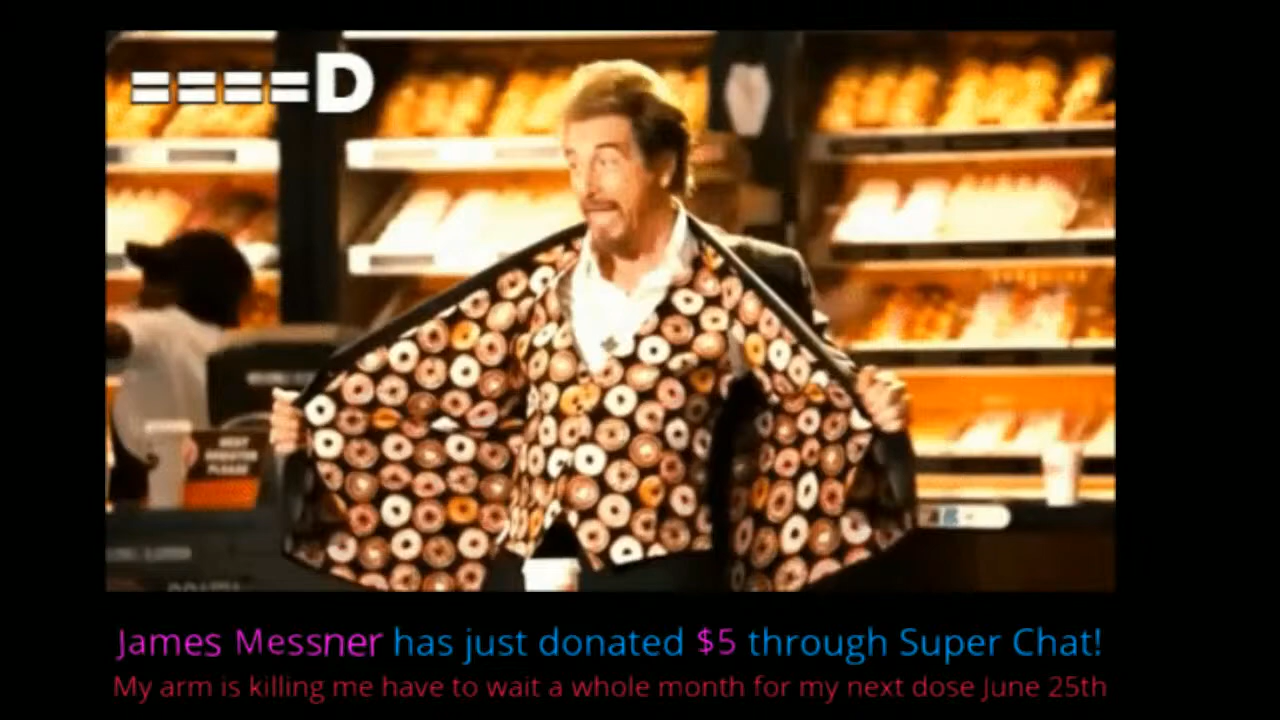 ====D
James Messner has just donated $5 through Super Chat!
My arm is killing me have to wait a whole month for my next dose June 25th